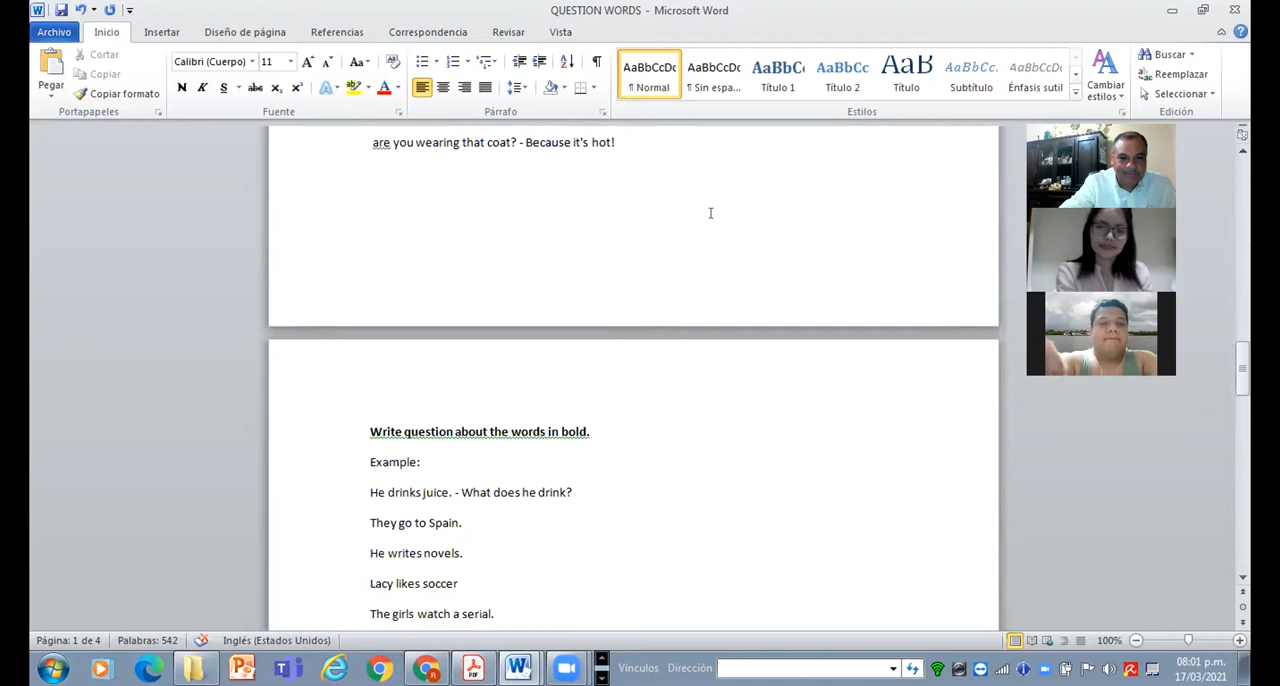 QUESTION WORDS - Microsoft Word
Archivo Inicio Insertar Diseño de página Referencias Correspondencia Revisar Vista
Pegar
Cortar
Copiar
Copiar formato
Portapapeles
Calibri (Cuerpo) 11
Fuente
Párrafo
AaBbCcDc
¶ Normal
AaBbCcDc
¶ Sin espa...
AaBbCc
Título 1
AaBbCc
Título 2
AaB
Título
AaBbCc.
Subtítulo
AaBbCcDc
Énfasis sutil
Estilos
Cambiar
estilos
Buscar
Reemplazar
Seleccionar
Edición
are you wearing that coat? - Because it's hot!
Write question about the words in bold.
Example:
He drinks juice. - What does he drink?
They go to Spain.
He writes novels.
Lacy likes soccer
The girls watch a serial.
Página: 1 de 4 Palabras: 542 Inglés (Estados Unidos) 100%
Vínculos Dirección
08:01 p.m.
17/03/2021